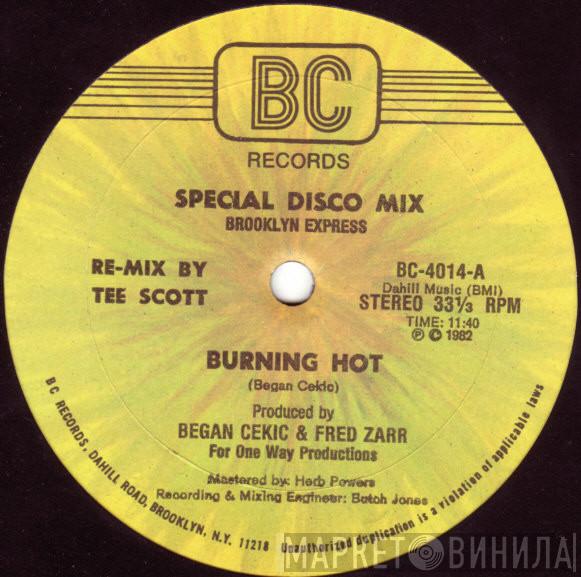 BC
RECORDS
SPECIAL DISCO MIX
BROOKLYN EXPRESS
RE-MIX BY
TEE SCOTT
BC-4014-A
Dahill Music (BMI)
STEREO 33⅓ RPM
TIME: 11:40
℗ © 1982
BURNING HOT
(Began Cekic)
Produced by
BEGAN CEKIC & FRED ZARR
For One Way Productions
Mastered by: Herb Powers
Recording & Mixing Engineer: Butch Jones
BC RECORDS, DAHILL ROAD, BROOKLYN, N.Y. 11218 Unauthorized duplication is a violation of applicable laws
МАРКЕТ ВИНИЛА